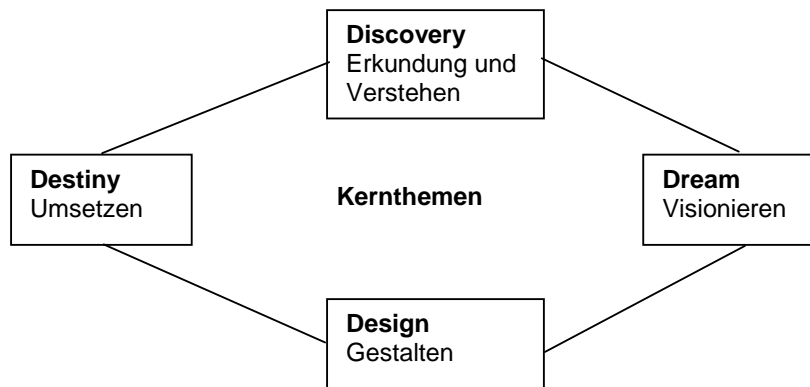 Discovery
Erkundung und
Verstehen
Destiny
Umsetzen
Kernthemen
Dream
Visionieren
Design
Gestalten